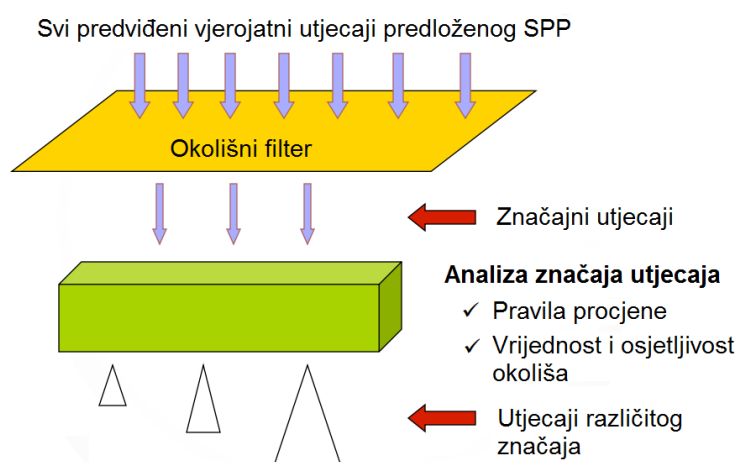 Svi predviđeni vjerojatni utjecaji predloženog SPP
Okolišni filter
Značajni utjecaji
Analiza značaja utjecaja
✓ Pravila procjene
✓ Vrijednost i osjetljivost
okoliša
Utjecaji različitog
značaja